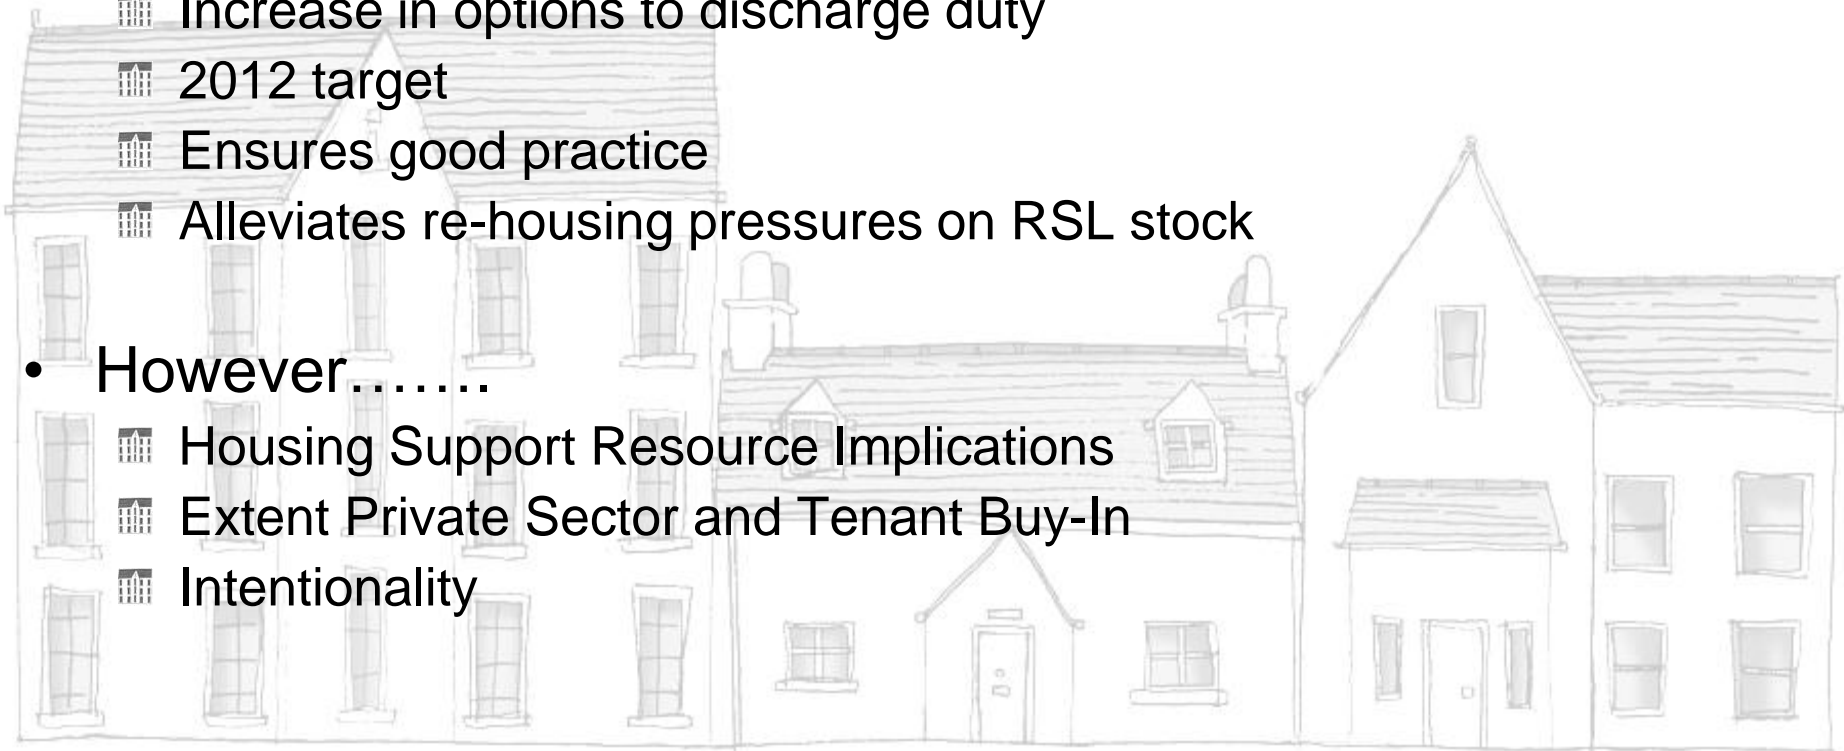 Increase in options to discharge duty
2012 target
Ensures good practice
Alleviates re-housing pressures on RSL stock
• However…….
Housing Support Resource Implications
Extent Private Sector and Tenant Buy-In
Intentionality